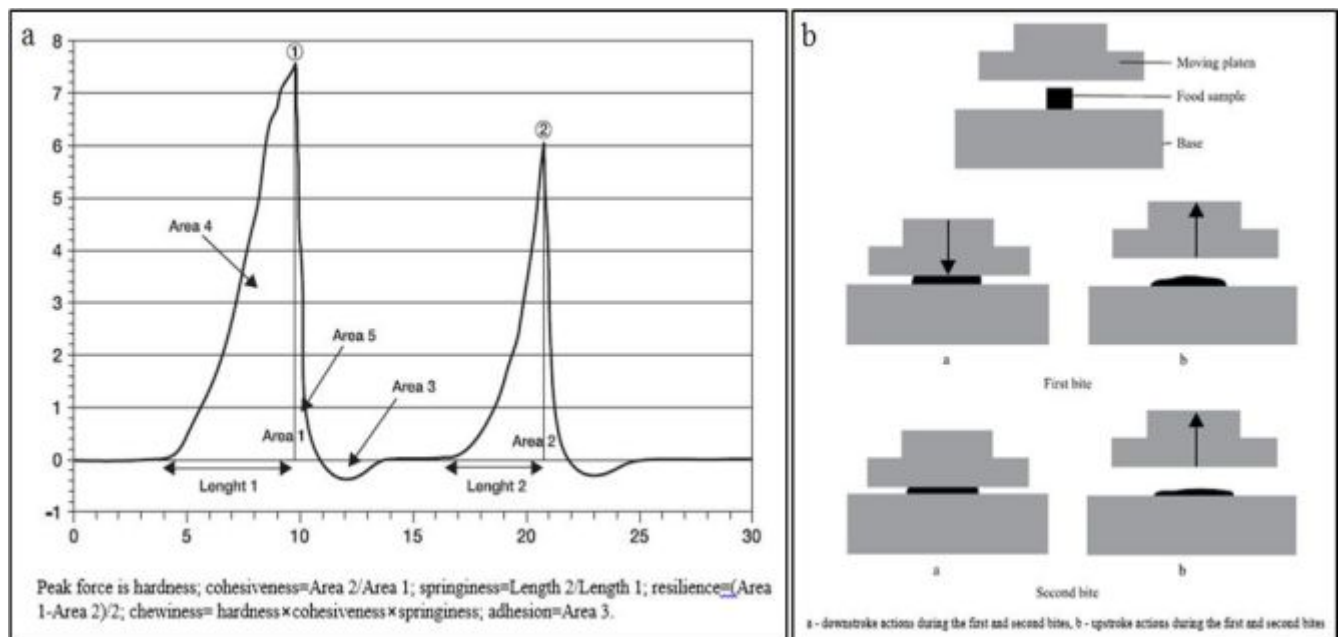 a
8
7
6
5
4
3
2
1
0
-1
①
②
Area 4
Area 5
Area 3
Area 1
Area 2
Lenght 1
Lenght 2
0 5 10 15 20 25 30
Peak force is hardness; cohesiveness=Area 2/Area 1; springiness=Length 2/Length 1; resilience=(Area
1-Area 2)/2; chewiness= hardness×cohesiveness×springiness; adhesion=Area 3.
b
Moving platen
Food sample
Base
a b
First bite
a b
Second bite
a - downstroke actions during the first and second bites, b - upstroke actions during the first and second bites